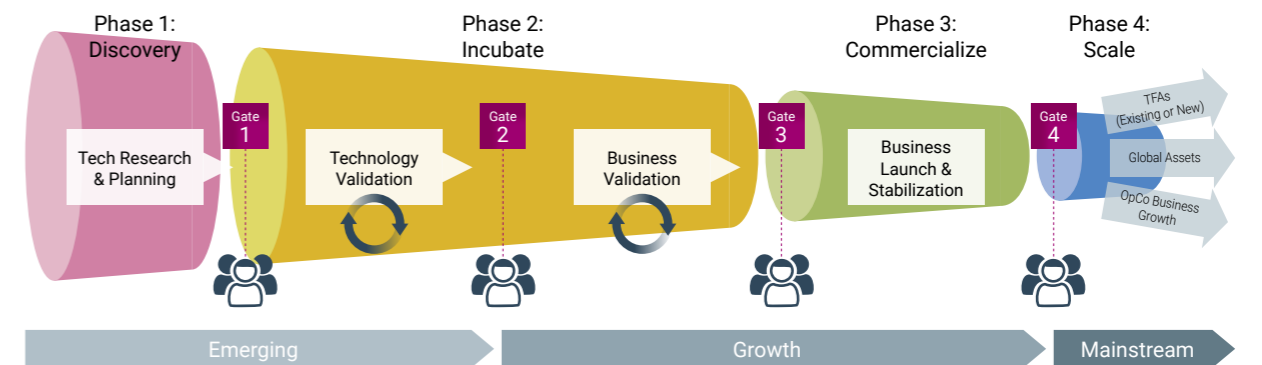 Phase 1:
Discovery
Phase 2:
Incubate
Phase 3:
Commercialize
Phase 4:
Scale
Gate
1
Gate
2
Gate
3
Gate
4
Tech Research
& Planning
Technology
Validation
Business
Validation
Business
Launch &
Stabilization
TFAs
(Existing or New)
Global Assets
OpCo Business
Growth
Emerging
Growth
Mainstream